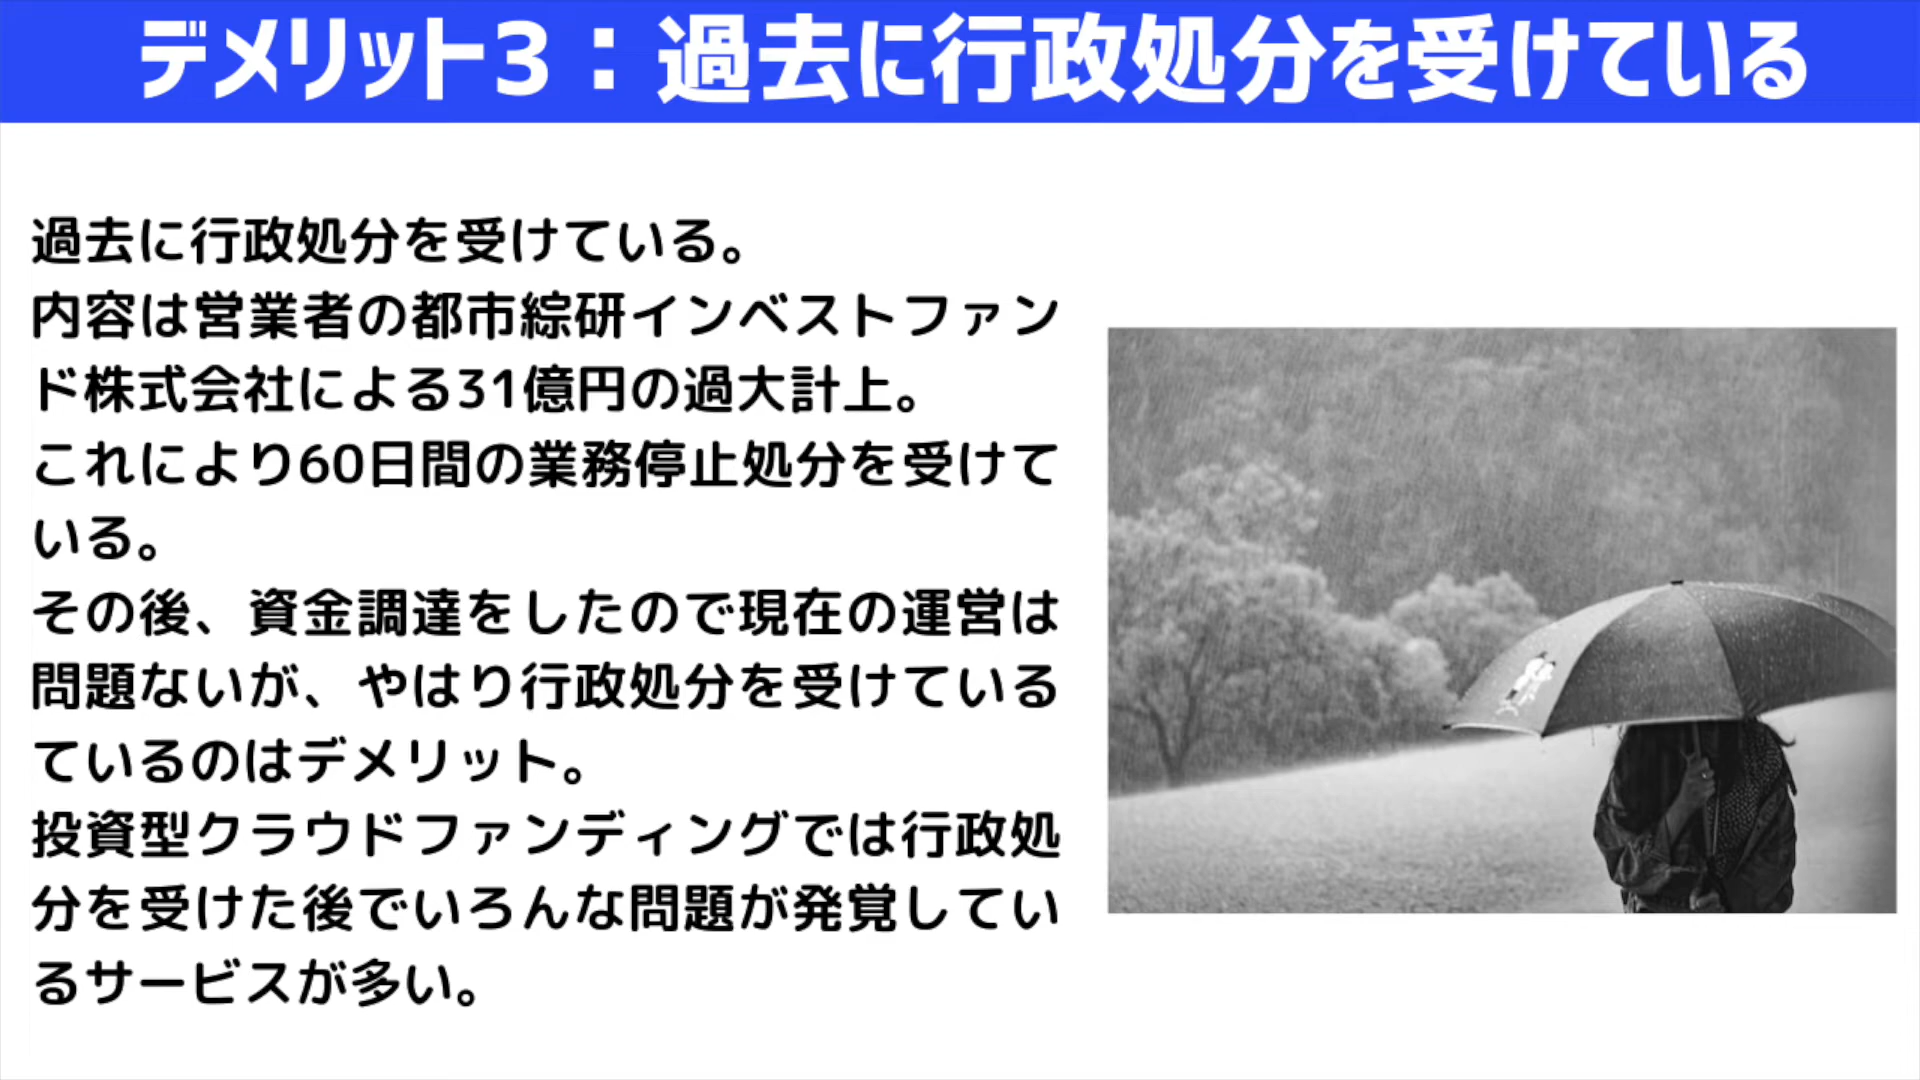 デメリット3：過去に行政処分を受けている
過去に行政処分を受けている。
内容は営業者の都市綜研インベストファン
ド株式会社による31億円の過大計上。
これにより60日間の業務停止処分を受けて
いる。
その後、資金調達をしたので現在の運営は
問題ないが、やはり行政処分を受けている
ているのはデメリット。
投資型クラウドファンディングでは行政処
分を受けた後でいろんな問題が発覚してい
るサービスが多い。